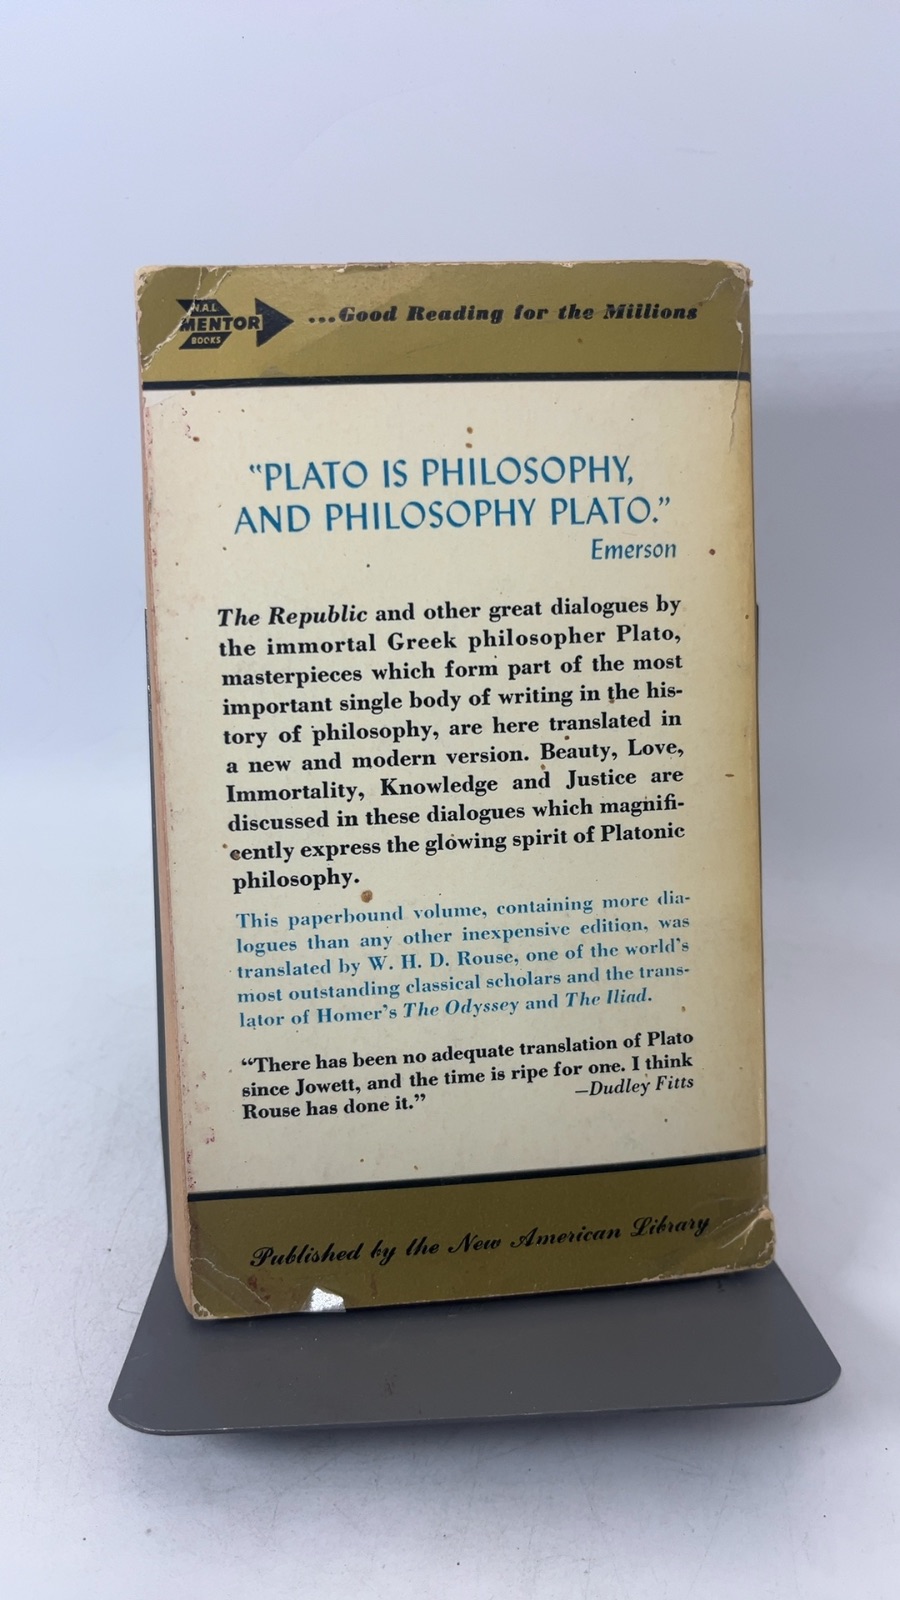 N.A.L.
MENTOR
BOOKS
...Good Reading for the Millions
"PLATO IS PHILOSOPHY,
AND PHILOSOPHY PLATO."
Emerson
The Republic and other great dialogues by
the immortal Greek philosopher Plato,
masterpieces which form part of the most
important single body of writing in the his-
tory of philosophy, are here translated in
a new and modern version. Beauty, Love,
Immortality, Knowledge and Justice are
discussed in these dialogues which magnifi-
cently express the glowing spirit of Platonic
philosophy.
This paperbound volume, containing more dia-
logues than any other inexpensive edition, was
translated by W. H. D. Rouse, one of the world's
most outstanding classical scholars and the trans-
lator of Homer's The Odyssey and The Iliad.
"There has been no adequate translation of Plato
since Jowett, and the time is ripe for one. I think
Rouse has done it." —Dudley Fitts
Published by the New American Library